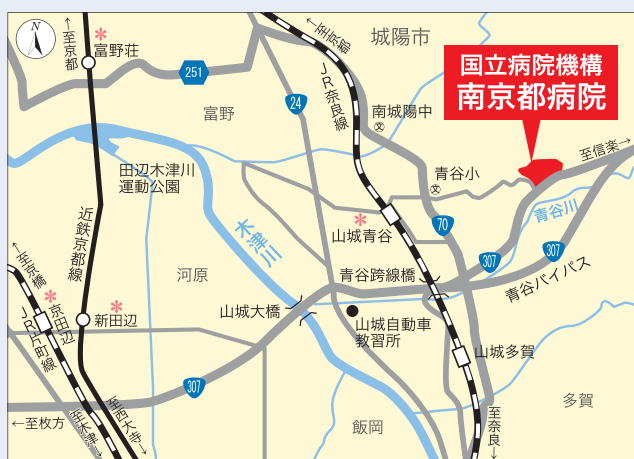 N
←至京都
富野荘
251
←至京都
城陽市
国立病院機構
南京都病院
JR奈良線
24
富野
南城陽中
文
至信楽→
田辺木津川
運動公園
青谷小
文
近鉄京都線
木津川
山城青谷
70
青谷川
307
307
←至京橋
河原
青谷跨線橋
青谷バイパス
京田辺
JR片町線
新田辺
山城大橋
山城自動車
教習所
山城多賀
307
多賀
←至枚方
至木津→
至西大寺→
飯岡
至奈良→